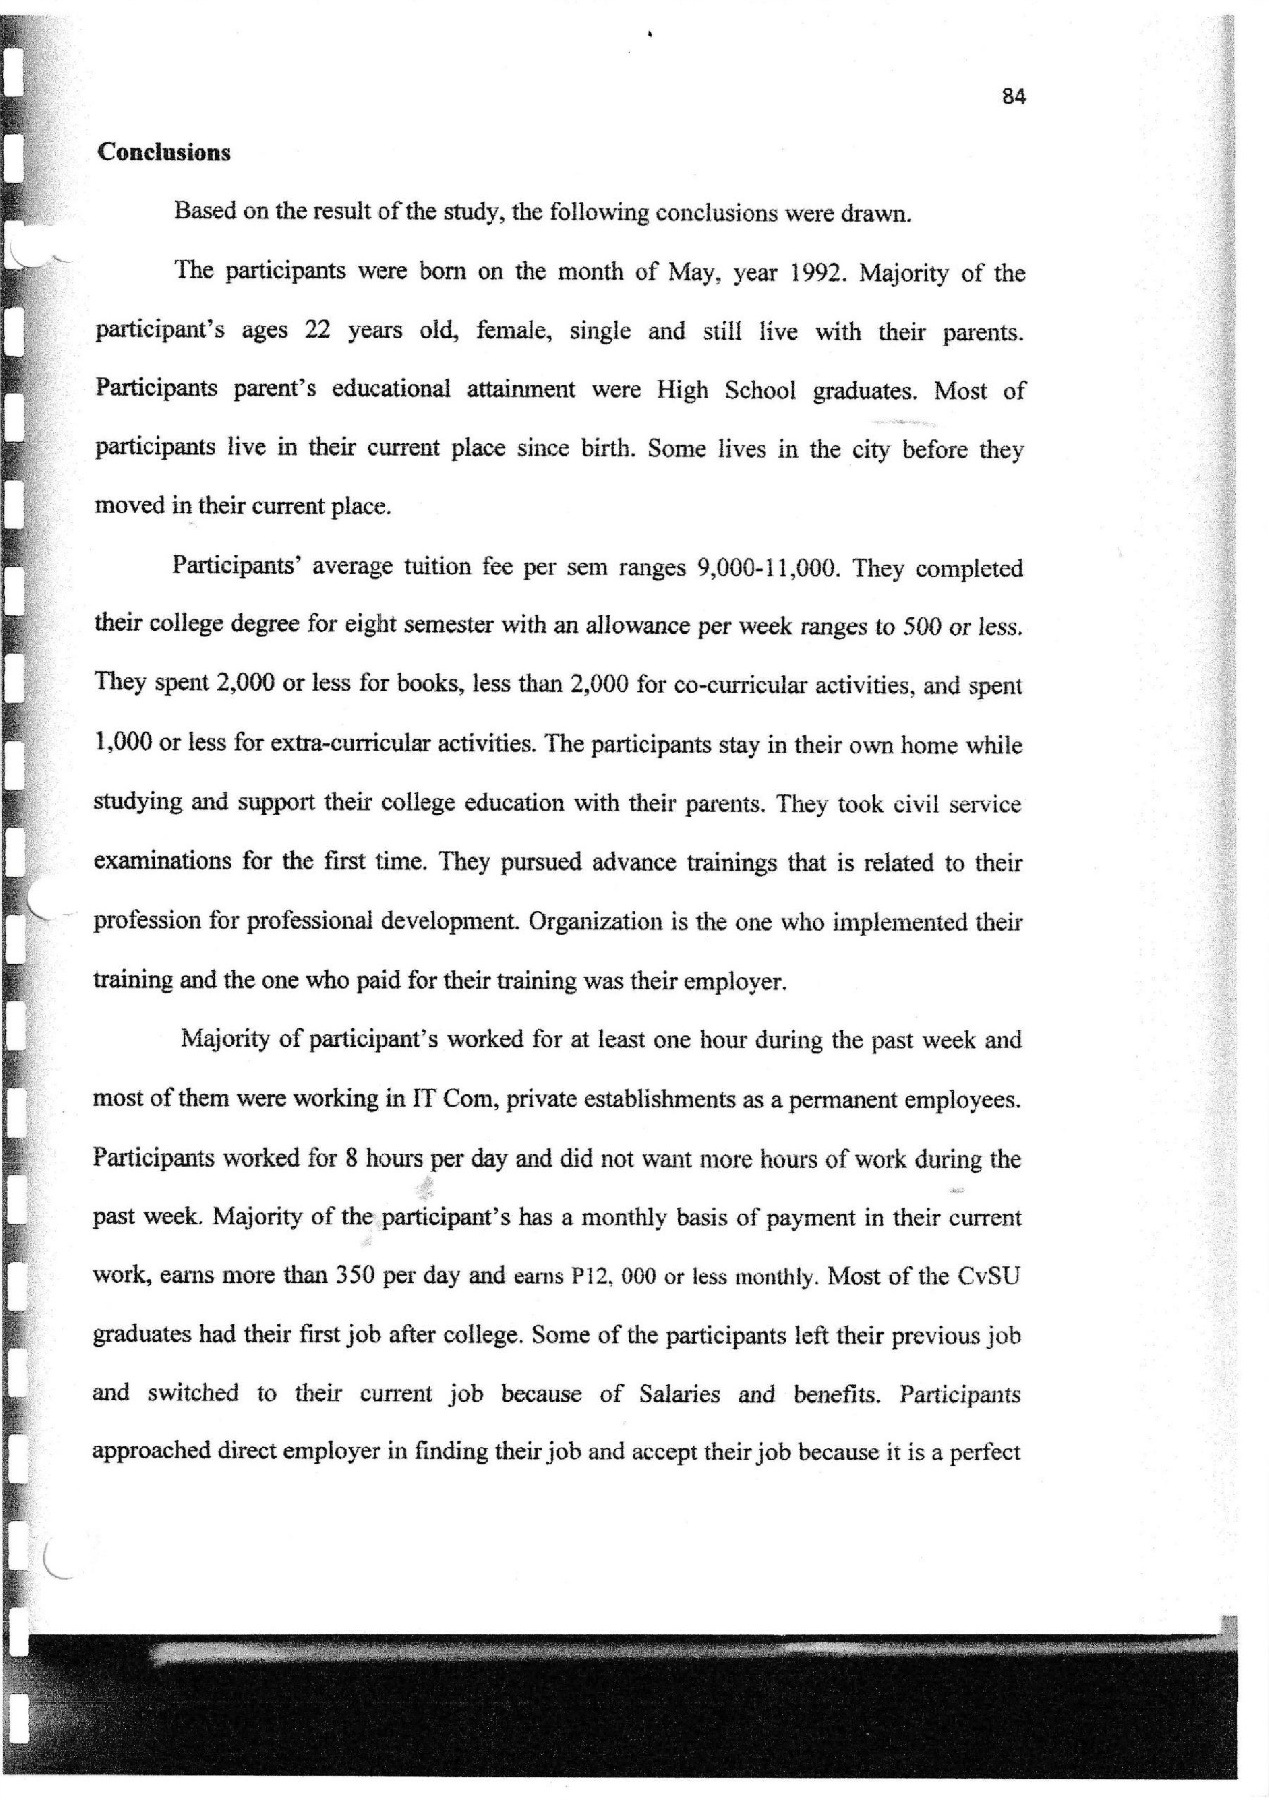 84
Conclusions
Based on the result of the study, the following conclusions were drawn.
The participants were born on the month of May, year 1992. Majority of the
participant's ages 22 years old, female, single and still live with their parents.
Participants parent's educational attainment were High School graduates. Most of
participants live in their current place since birth. Some lives in the city before they
moved in their current place.
Participants' average tuition fee per sem ranges 9,000-11,000. They completed
their college degree for eight semester with an allowance per week ranges to 500 or less.
They spent 2,000 or less for books, less than 2,000 for co-curricular activities, and spent
1,000 or less for extra-curricular activities. The participants stay in their own home while
studying and support their college education with their parents. They took civil service
examinations for the first time. They pursued advance trainings that is related to their
profession for professional development. Organization is the one who implemented their
training and the one who paid for their training was their employer.
Majority of participant's worked for at least one hour during the past week and
most of them were working in IT Com, private establishments as a permanent employees.
Participants worked for 8 hours per day and did not want more hours of work during the
past week. Majority of the participant's has a monthly basis of payment in their current
work, earns more than 350 per day and earns P12, 000 or less monthly. Most of the CvSU
graduates had their first job after college. Some of the participants left their previous job
and switched to their current job because of Salaries and benefits. Participants
approached direct employer in finding their job and accept their job because it is a perfect